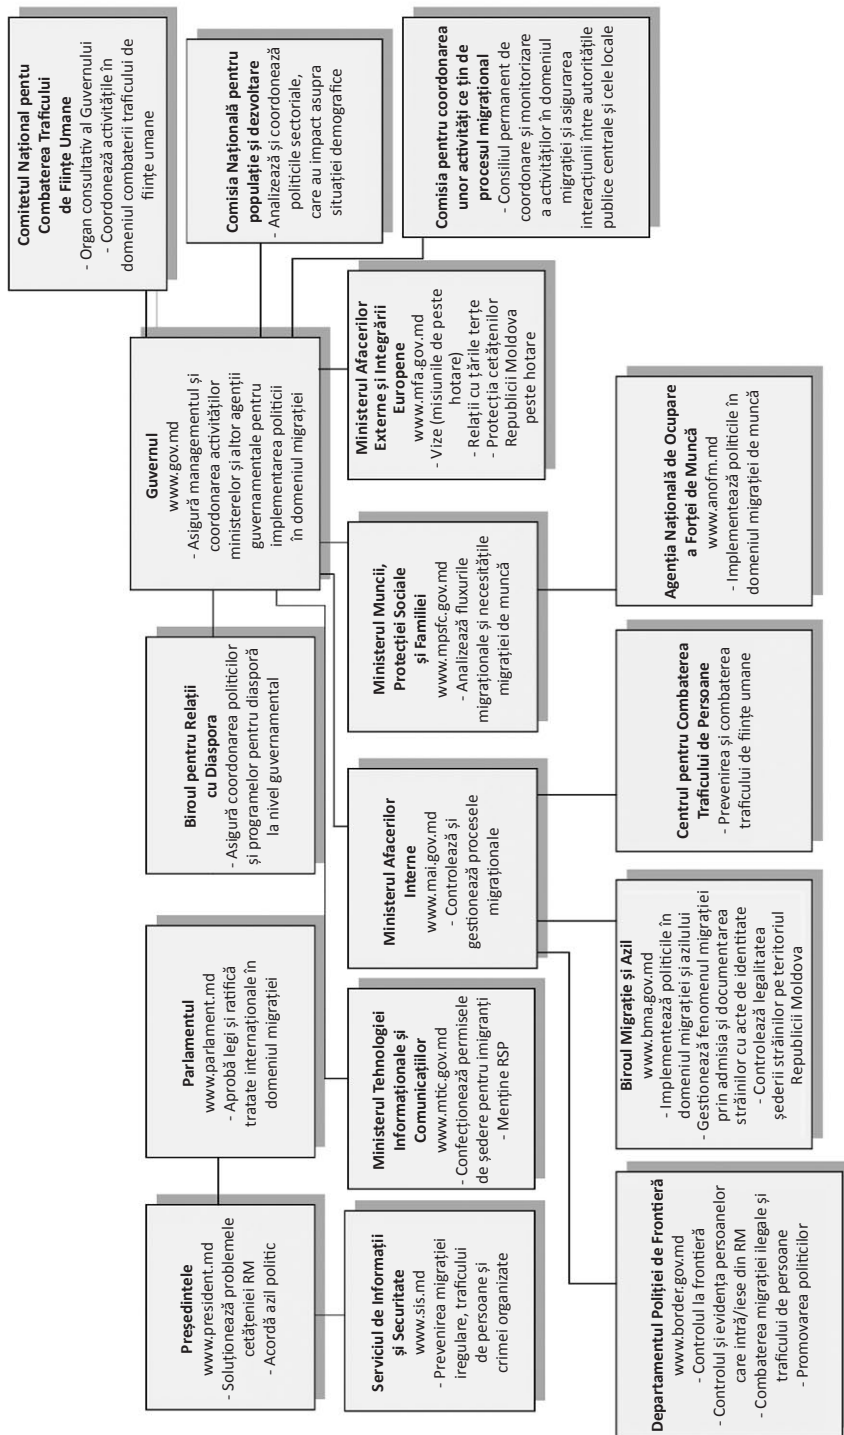 Președintele
www.president.md
- Soluționează problemele
cetățeniei RM
- Acordă azil politic
Parlamentul
www.parlament.md
- Aprobă legi și ratifică
tratate internaționale în
domeniul migrației
Biroul pentru Relații
cu Diaspora
- Asigură coordonarea politicilor
și programelor pentru diasporă
la nivel guvernamental
Guvernul
www.gov.md
- Asigură managementul și
coordonarea activităților
ministerelor și altor agenții
guvernamentale pentru
implementarea politicii
în domeniul migrației
Comitetul Național pentu
Combaterea Traficului
de Ființe Umane
- Organ consultativ al Guvernului
- Coordonează activitățile în
domeniul combaterii traficului de
ființe umane
Comisia Națională pentru
populație și dezvoltare
- Analizează și coordonează
politicile sectoriale,
care au impact asupra
situației demografice
Comisia pentru coordonarea
unor activități ce țin de
procesul migrațional
- Consiliul permanent de
coordonare și monitorizare
a activităților în domeniul
migrației și asigurarea
interacțiunii între autoritățile
publice centrale și cele locale
Serviciul de Informații
și Securitate
www.sis.md
- Prevenirea migrației
iregulare, traficului
de persoane și
crimei organizate
Ministerul Tehnologiei
Informaționale și
Comunicațiilor
www.mtic.gov.md
- Confecționează permisele
de ședere pentru imigranți
- Menține RSP
Ministerul Afacerilor
Interne
www.mai.gov.md
- Controlează și
gestionează procesele
migraționale
Ministerul Muncii,
Protecției Sociale
și Familiei
www.mpsfc.gov.md
- Analizează fluxurile
migraționale și necesitățile
migrației de muncă
Ministerul Afacerilor
Externe și Integrării
Europene
www.mfa.gov.md
- Vize (misiunile de peste
hotare)
- Relații cu țările terțe
- Protecția cetățenilor
Republicii Moldova
peste hotare
Departamentul Poliției de Frontieră
www.border.gov.md
- Controlul la frontieră
- Controlul și evidența persoanelor
care intră/iese din RM
- Combaterea migrației ilegale și
traficului de persoane
- Promovarea politicilor
Biroul Migrație și Azil
www.bma.gov.md
- Implementează politicile în
domeniul migrației și azilului
- Gestionează fenomenul migrației
prin admisia și documentarea
străinilor cu acte de identitate
- Controlează legalitatea
șederii străinilor pe teritoriul
Republicii Moldova
Centrul pentru Combaterea
Traficului de Persoane
- Prevenirea și combaterea
traficului de ființe umane
Agenția Națională de Ocupare
a Forței de Muncă
www.anofm.md
- Implementează politicile în
domeniul migrației de muncă